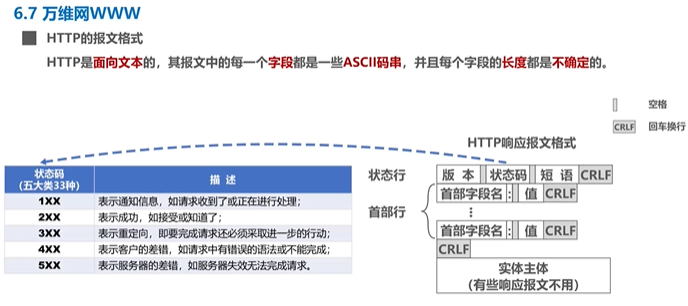 6.7 万维网WWW
HTTP的报文格式
HTTP是面向文本的，其报文中的每一个字段都是一些ASCII码串，并且每个字段的长度都是不确定的。
空格
CRLF 回车换行
HTTP响应报文格式
状态码
(五大类33种) 描 述
1XX 表示通知信息，如请求收到了或正在进行处理；
2XX 表示成功，如接受或知道了；
3XX 表示重定向，即要完成请求还必须采取进一步的行动；
4XX 表示客户的差错，如请求中有错误的语法或不能完成；
5XX 表示服务器的差错，如服务器失效无法完成请求。
状态行 版 本 状态码 短 语 CRLF
首部行
首部字段名 : 值 CRLF
⋮
首部字段名 : 值 CRLF
CRLF
实体主体
(有些响应报文不用)